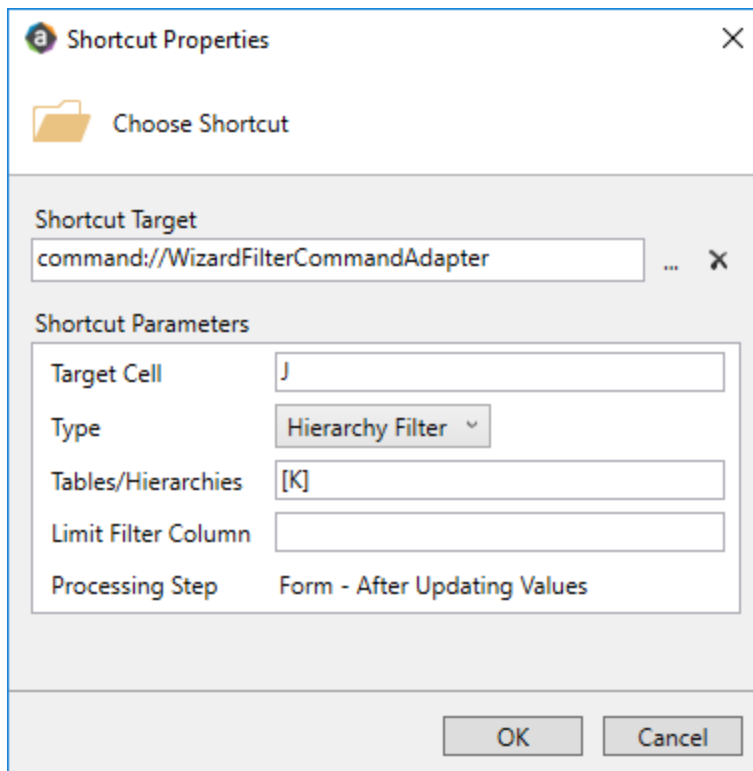 Shortcut Properties
Choose Shortcut
Shortcut Target
command://WizardFilterCommandAdapter
...
Shortcut Parameters
Target Cell J
Type Hierarchy Filter
Tables/Hierarchies [K]
Limit Filter Column
Processing Step Form - After Updating Values
OK Cancel